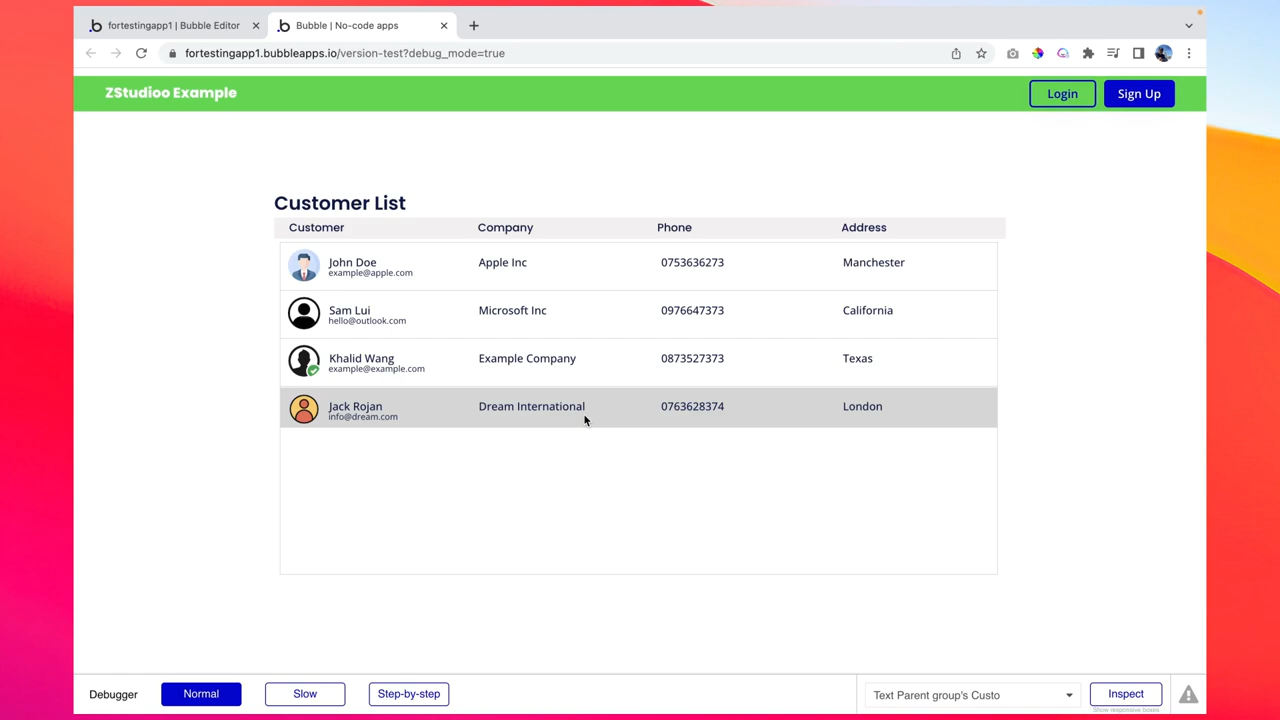 fortestingapp1 | Bubble Editor
Bubble | No-code apps
fortestingapp1.bubbleapps.io/version-test?debug_mode=true
ZStudioo Example
Login
Sign Up
Customer List
Customer Company Phone Address
John Doe Apple Inc 0753636273 Manchester
example@apple.com
Sam Lui Microsoft Inc 0976647373 California
hello@outlook.com
Khalid Wang Example Company 0873527373 Texas
example@example.com
Jack Rojan Dream International 0763628374 London
info@dream.com
Debugger Normal Slow Step-by-step Text Parent group's Custo Inspect
Show responsive boxes